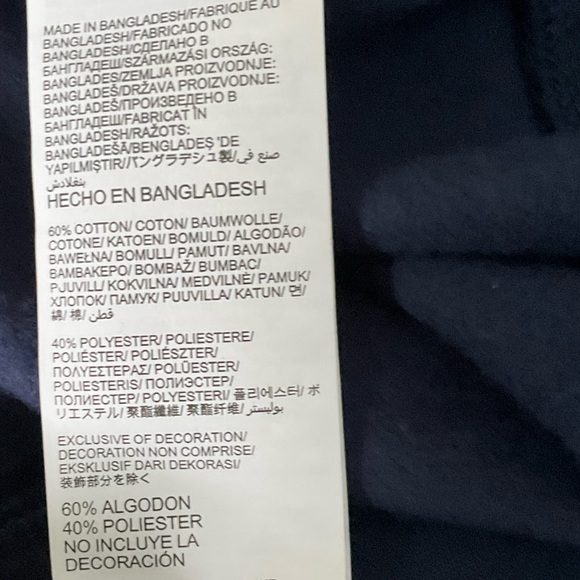 MADE IN BANGLADESH/FABRIQUE AU
BANGLADESH/FABRICADO NO
BANGLADESH/СДЕЛАНО В
БАНГЛАДЕШ/SZÁRMAZÁSI ORSZÁG:
BANGLADES/ZEMLJA PROIZVODNJE:
BANGLADEŠ/DRŽAVA PROIZVODNJE:
BANGLADEŠ/ПРОИЗВЕДЕНО В
БАНГЛАДЕШ/FABRICAT ÎN
BANGLADESH/RAŽOTS:
BANGLADEŠĀ/BENGLADEŞ 'DE
YAPILMIŞTIR/バングラデシュ製/صنع في
بنغلادش
HECHO EN BANGLADESH
60% COTTON/ COTON/ BAUMWOLLE/
COTONE/ KATOEN/ BOMULD/ ALGODÃO/
BAWEŁNA/ BOMULL/ PAMUT/ BAVLNA/
ΒΑΜΒΑΚΕΡΟ/ BOMBAŽ/ BUMBAC/
PJUVILL/ KOKVILNA/ MEDVILNĖ/ PAMUK/
ХЛОПОК/ ПАМУК/ PUUVILLA/ KATUN/ 면/
綿/ 棉/ قطن
40% POLYESTER/ POLIESTERE/
POLIÉSTER/ POLIÉSZTER/
ΠΟΛΥΕΣΤΕΡΑΣ/ POLÜESTER/
POLIESTERIS/ ПОЛИЭСТЕР/
ПОЛИЕСТЕР/ POLYESTERI/ 폴리에스터/ ポ
リエステル/ 聚酯纖維/ 聚酯纤维/ بوليستر
EXCLUSIVE OF DECORATION/
DECORATION NON COMPRISE/
EKSKLUSIF DARI DEKORASI/
装飾部分を除く
60% ALGODON
40% POLIESTER
NO INCLUYE LA
DECORACIÓN